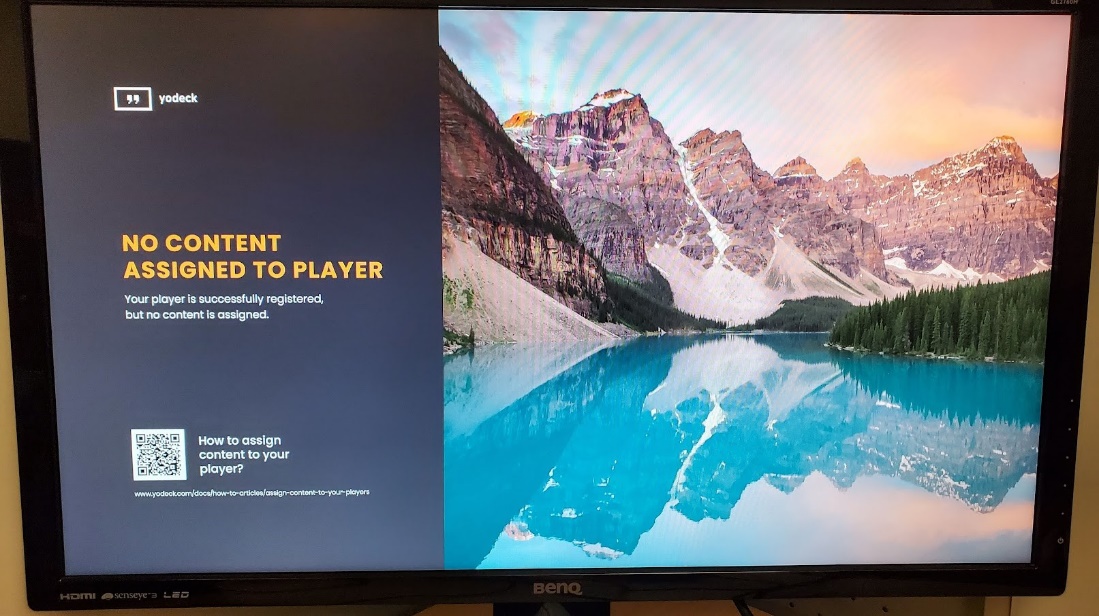 yodeck
NO CONTENT
ASSIGNED TO PLAYER
Your player is successfully registered,
but no content is assigned.
How to assign
content to your
player?
www.yodeck.com/docs/how-to-articles/assign-content-to-your-players
HDMI senseye 3 LED
BenQ